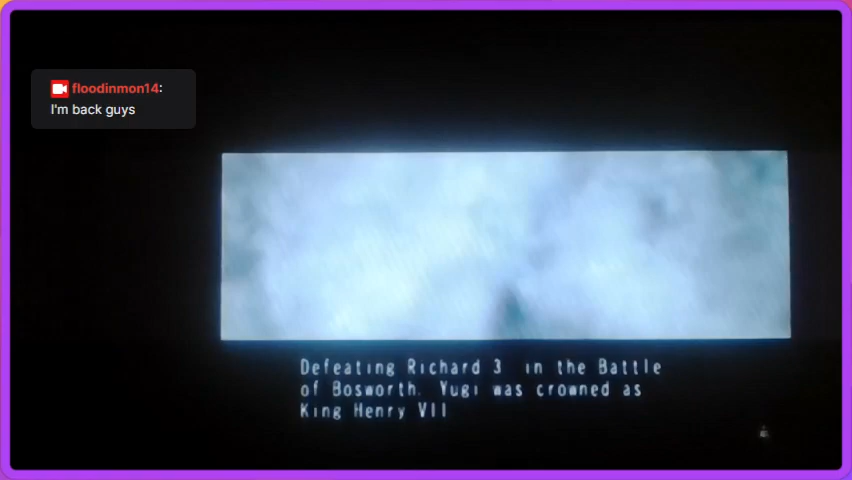 floodinmon14:
I'm back guys
Defeating Richard 3 in the Battle
of Bosworth. Yugi was crowned as
King Henry VII